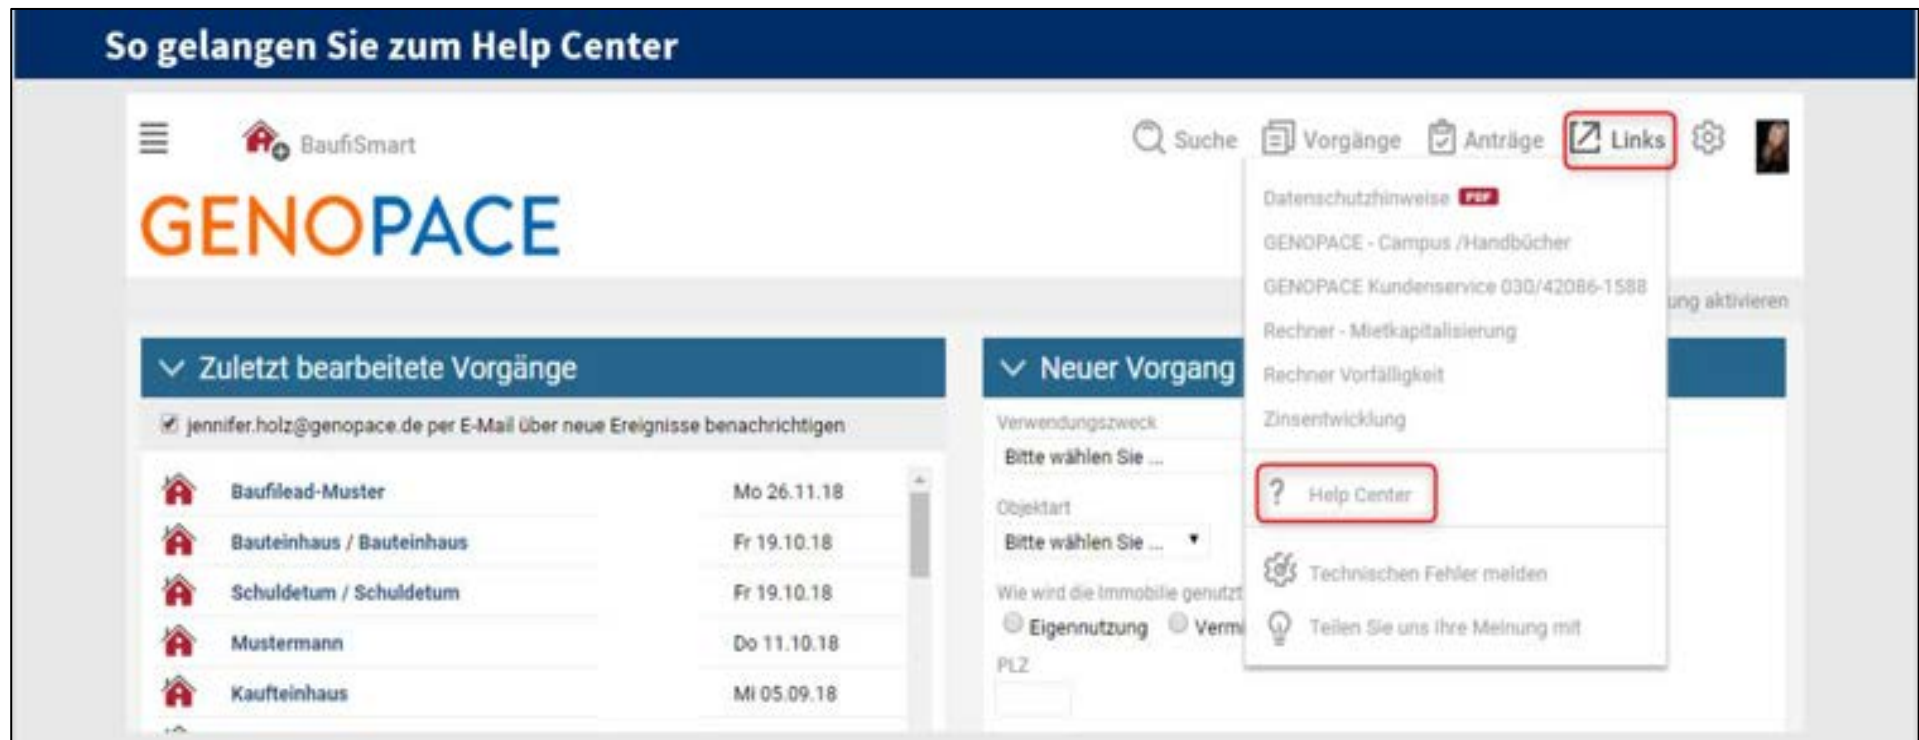 So gelangen Sie zum Help Center
BaufiSmart
Suche
Vorgänge
Anträge
Links
GENOPACE
Datenschutzhinweise PDF
GENOPACE - Campus /Handbücher
GENOPACE Kundenservice 030/42086-1588
Rechner - Mietkapitalisierung
Rechner Vorfälligkeit
Zinsentwicklung
? Help Center
Technischen Fehler melden
Teilen Sie uns Ihre Meinung mit
ung aktivieren
Zuletzt bearbeitete Vorgänge
jennifer.holz@genopace.de per E-Mail über neue Ereignisse benachrichtigen
Baufilead-Muster Mo 26.11.18
Bauteinhaus / Bauteinhaus Fr 19.10.18
Schuldetum / Schuldetum Fr 19.10.18
Mustermann Do 11.10.18
Kaufteinhaus Mi 05.09.18
Neuer Vorgang
Verwendungszweck
Bitte wählen Sie ...
Objektart
Bitte wählen Sie ...
Wie wird die Immobilie genutzt
Eigennutzung Vermi
PLZ